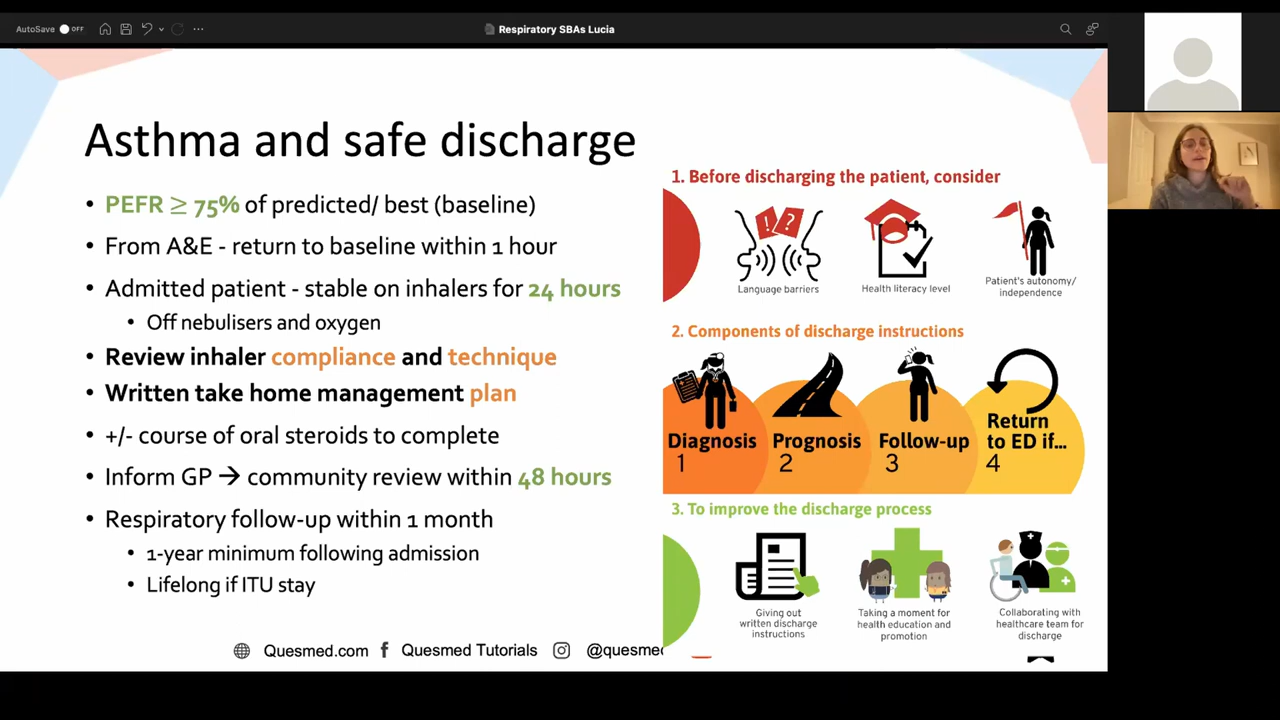 AutoSave OFF
Respiratory SBAs Lucia
Asthma and safe discharge
• PEFR ≥ 75% of predicted/ best (baseline)
• From A&E - return to baseline within 1 hour
• Admitted patient - stable on inhalers for 24 hours
• Off nebulisers and oxygen
• Review inhaler compliance and technique
• Written take home management plan
• +/- course of oral steroids to complete
• Inform GP → community review within 48 hours
• Respiratory follow-up within 1 month
• 1-year minimum following admission
• Lifelong if ITU stay
1. Before discharging the patient, consider
! ?
Language barriers
Health literacy level
Patient's autonomy/
independence
2. Components of discharge instructions
Diagnosis
1
Prognosis
2
Follow-up
3
Return
to ED if...
4
3. To improve the discharge process
Giving out
written discharge
instructions
Taking a moment for
health education and
promotion
Collaborating with
healthcare team for
discharge
Quesmed.com
Quesmed Tutorials
@quesmed